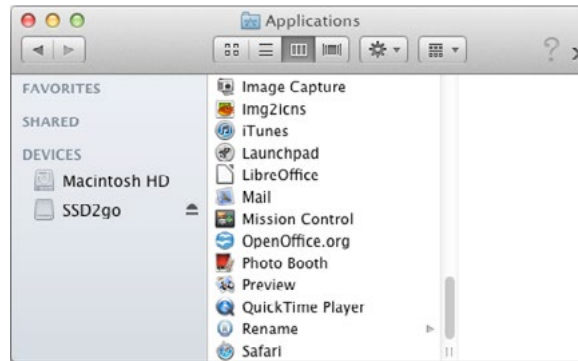 Applications
?
FAVORITES
SHARED
DEVICES
Macintosh HD
SSD2go
Image Capture
Img2icns
iTunes
Launchpad
LibreOffice
Mail
Mission Control
OpenOffice.org
Photo Booth
Preview
QuickTime Player
Rename
Safari